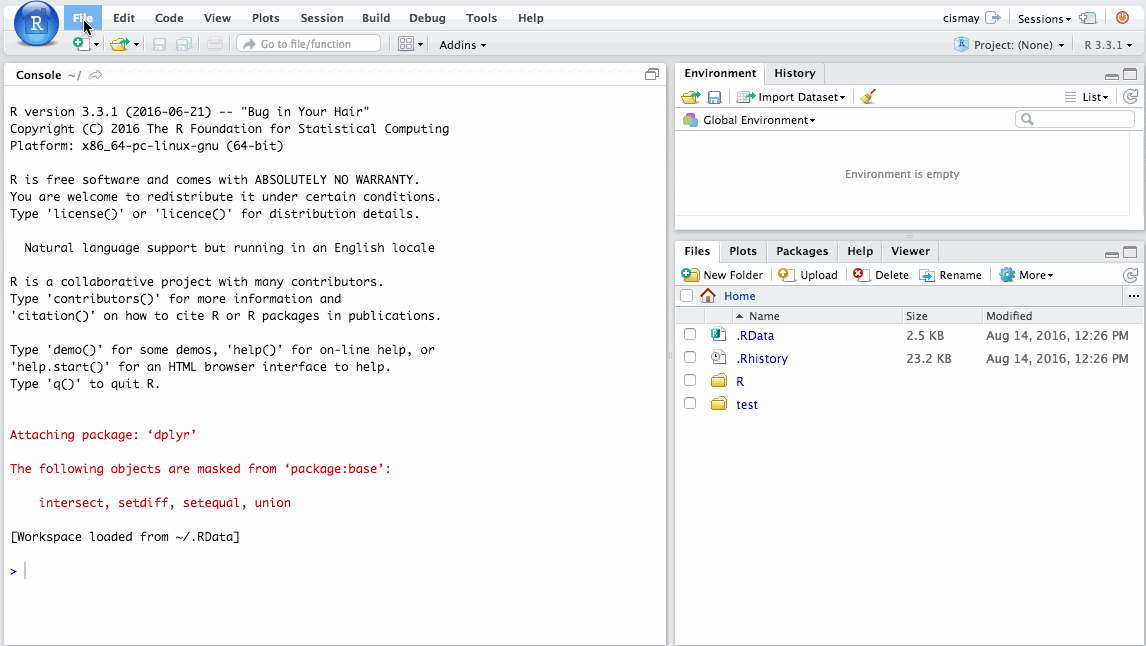 R File Edit Code View Plots Session Build Debug Tools Help cismay Sessions
Go to file/function Addins Project: (None) R 3.3.1
Console ~/
R version 3.3.1 (2016-06-21) -- "Bug in Your Hair"
Copyright (C) 2016 The R Foundation for Statistical Computing
Platform: x86_64-pc-linux-gnu (64-bit)
R is free software and comes with ABSOLUTELY NO WARRANTY.
You are welcome to redistribute it under certain conditions.
Type 'license()' or 'licence()' for distribution details.
Natural language support but running in an English locale
R is a collaborative project with many contributors.
Type 'contributors()' for more information and
'citation()' on how to cite R or R packages in publications.
Type 'demo()' for some demos, 'help()' for on-line help, or
'help.start()' for an HTML browser interface to help.
Type 'q()' to quit R.
Attaching package: ‘dplyr’
The following objects are masked from ‘package:base’:
intersect, setdiff, setequal, union
[Workspace loaded from ~/.RData]
>
Environment History
Import Dataset List
Global Environment
Environment is empty
Files Plots Packages Help Viewer
New Folder Upload Delete Rename More
Home ...
Name Size Modified
.RData 2.5 KB Aug 14, 2016, 12:26 PM
.Rhistory 23.2 KB Aug 14, 2016, 12:26 PM
R
test